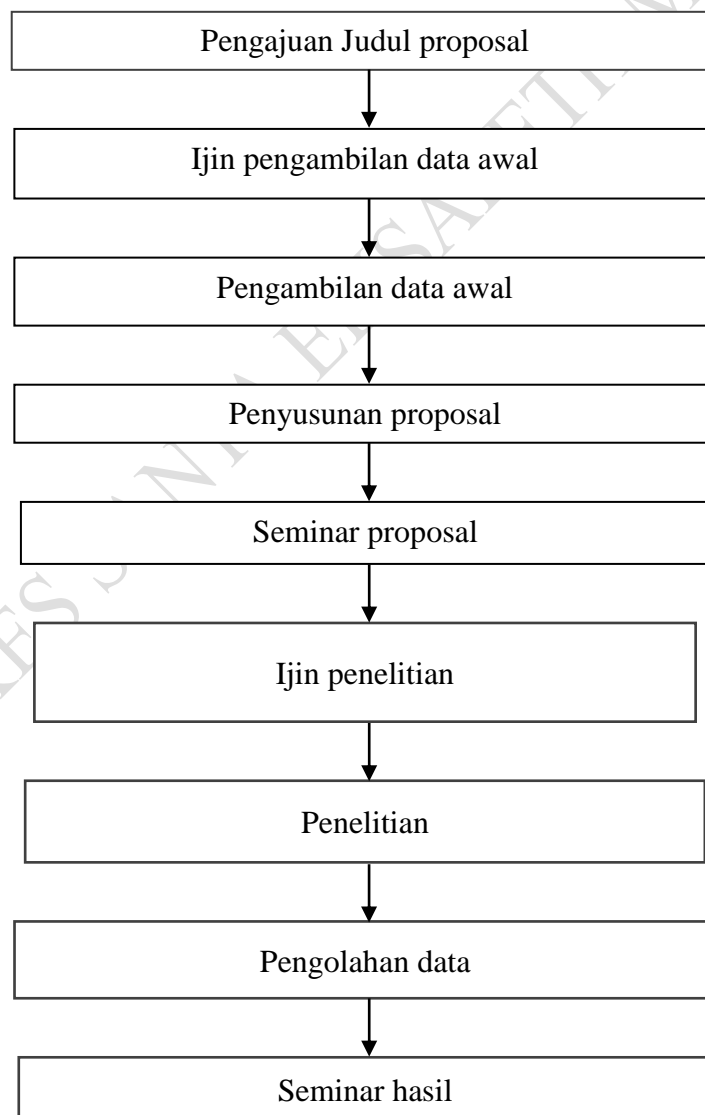 Pengajuan Judul proposal
Ijin pengambilan data awal
Pengambilan data awal
Penyusunan proposal
Seminar proposal
Ijin penelitian
Penelitian
Pengolahan data
Seminar hasil